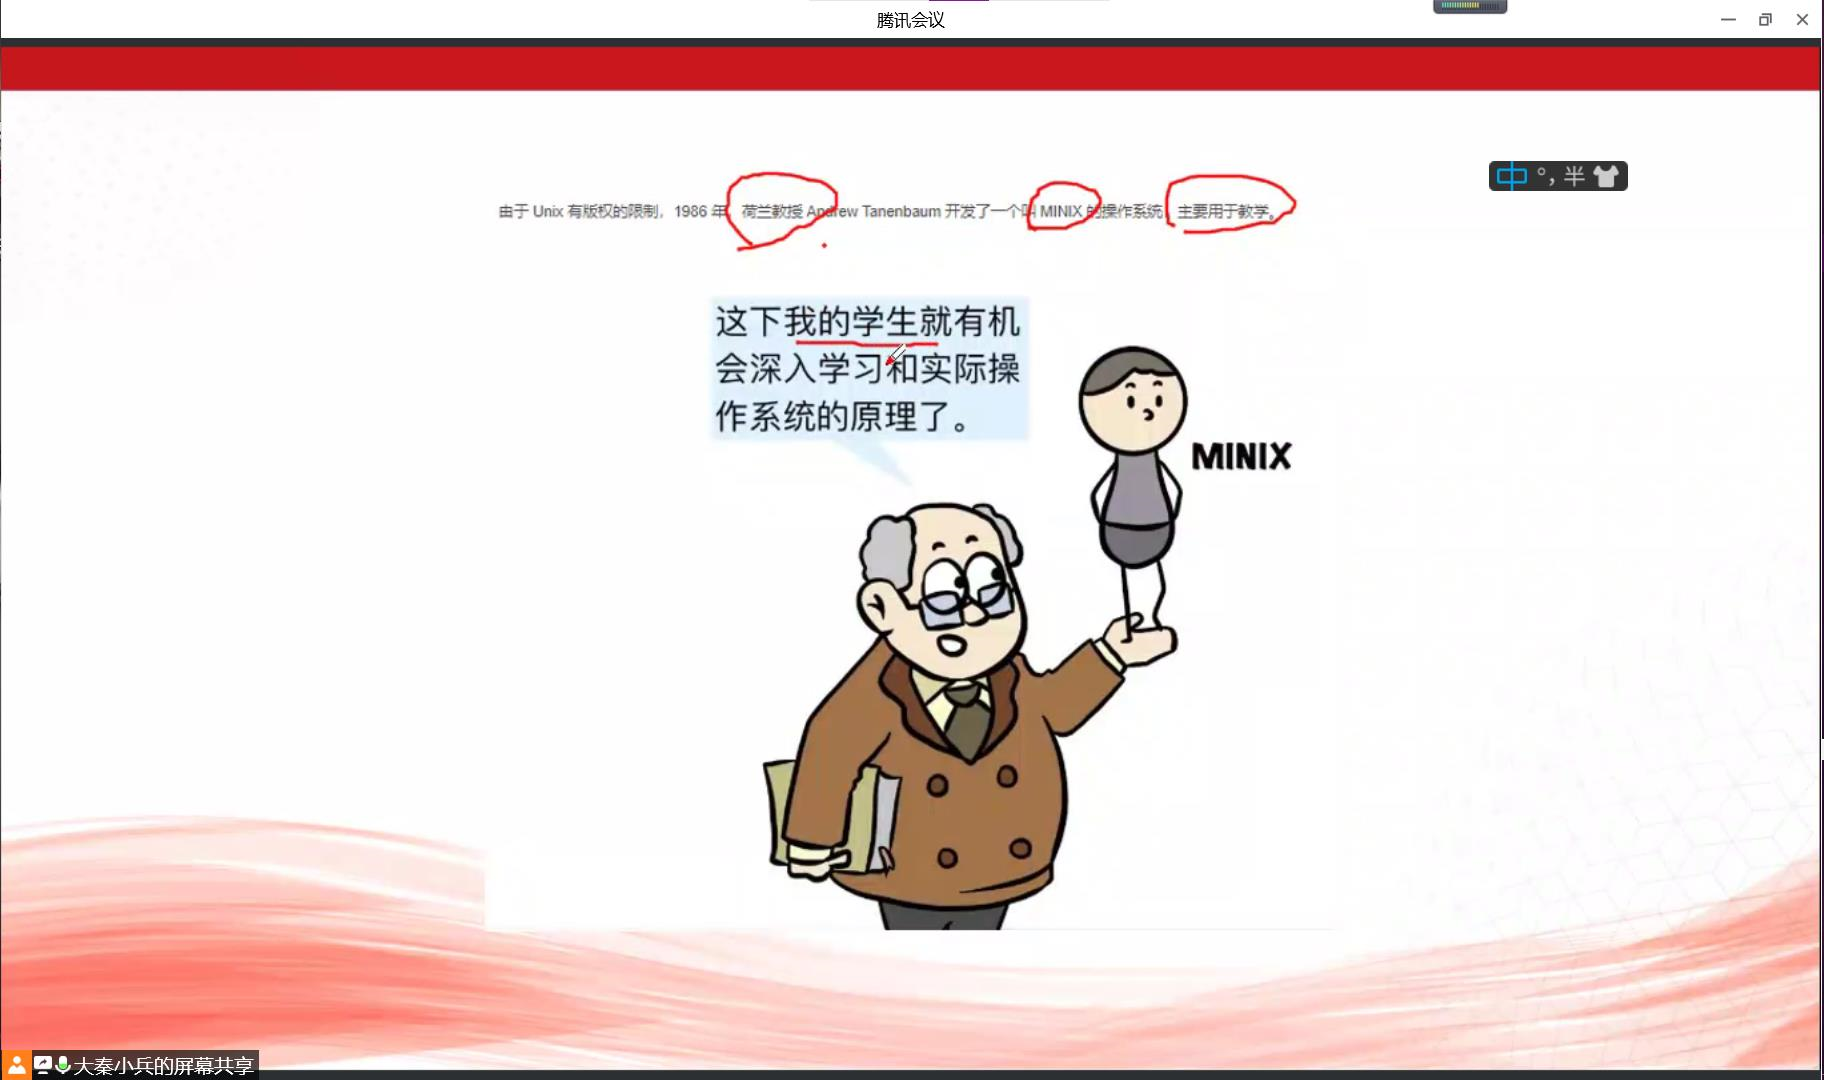 腾讯会议
中 °, 半
由于 Unix 有版权的限制，1986 年，荷兰教授 Andrew Tanenbaum 开发了一个叫 MINIX 的操作系统，主要用于教学。
这下我的学生就有机
会深入学习和实际操
作系统的原理了。
MINIX
大秦小兵的屏幕共享